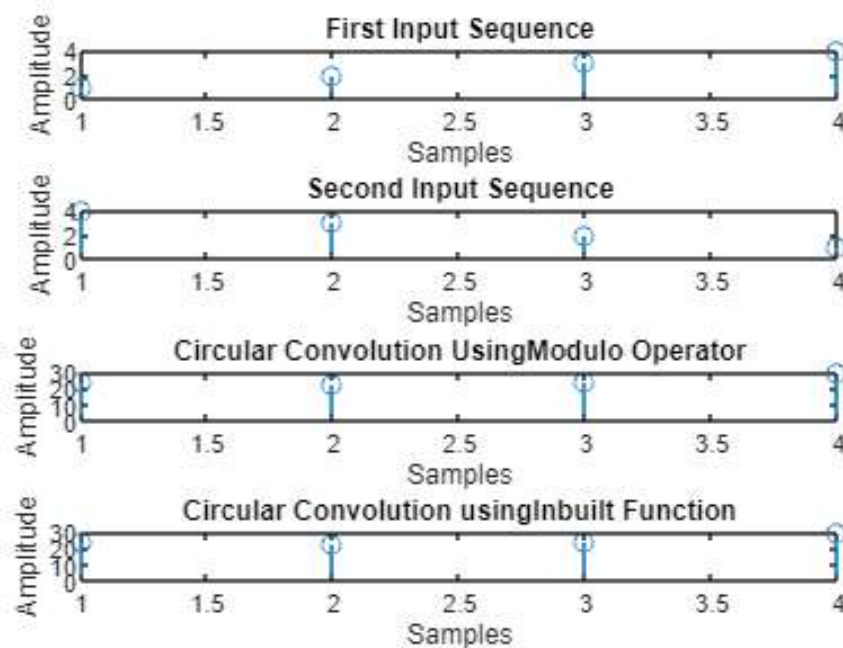 First Input Sequence
Amplitude
4
2
0
1 1.5 2 2.5 3 3.5 4
Samples
Second Input Sequence
Amplitude
4
2
0
1 1.5 2 2.5 3 3.5 4
Samples
Circular Convolution UsingModulo Operator
Amplitude
30
20
10
0
1 1.5 2 2.5 3 3.5 4
Samples
Circular Convolution usingInbuilt Function
Amplitude
30
20
10
0
1 1.5 2 2.5 3 3.5 4
Samples